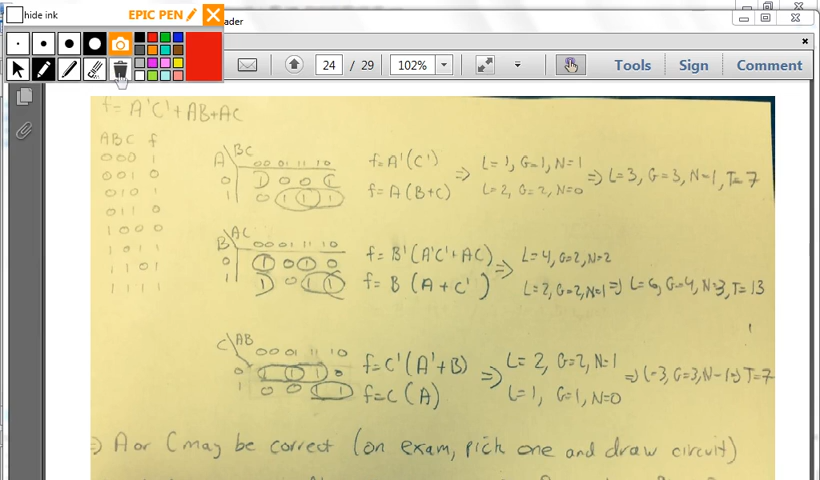 hide ink EPIC PEN
ader
24 / 29 102% Tools Sign Comment
f = A'C' + AB + AC
ABC f
000 1
001 0
010 1
011 0
100 0
101 1
110 1
111 1
A\BC 00 01 11 10
0 1 0 0 1
1 0 1 1 1
f=A'(C')
f=A(B+C)
=> L=1, G=1, N=1
L=2, G=2, N=0
=> L=3, G=3, N=1, T=7
B\AC 00 01 11 10
0 1 0 1 0
1 1 0 1 1
f=B'(A'C'+AC)
f=B(A+C')
=> L=4, G=2, N=2
L=2, G=2, N=1 => L=6, G=4, N=3, T=13
C\AB 00 01 11 10
0 1 1 1 0
1 0 0 1 1
f=C'(A'+B)
f=C(A)
=> L=2, G=2, N=1
L=1, G=1, N=0
=> L=3, G=3, N=1 => T=7
=> A or C may be correct (on exam, pick one and draw circuit)